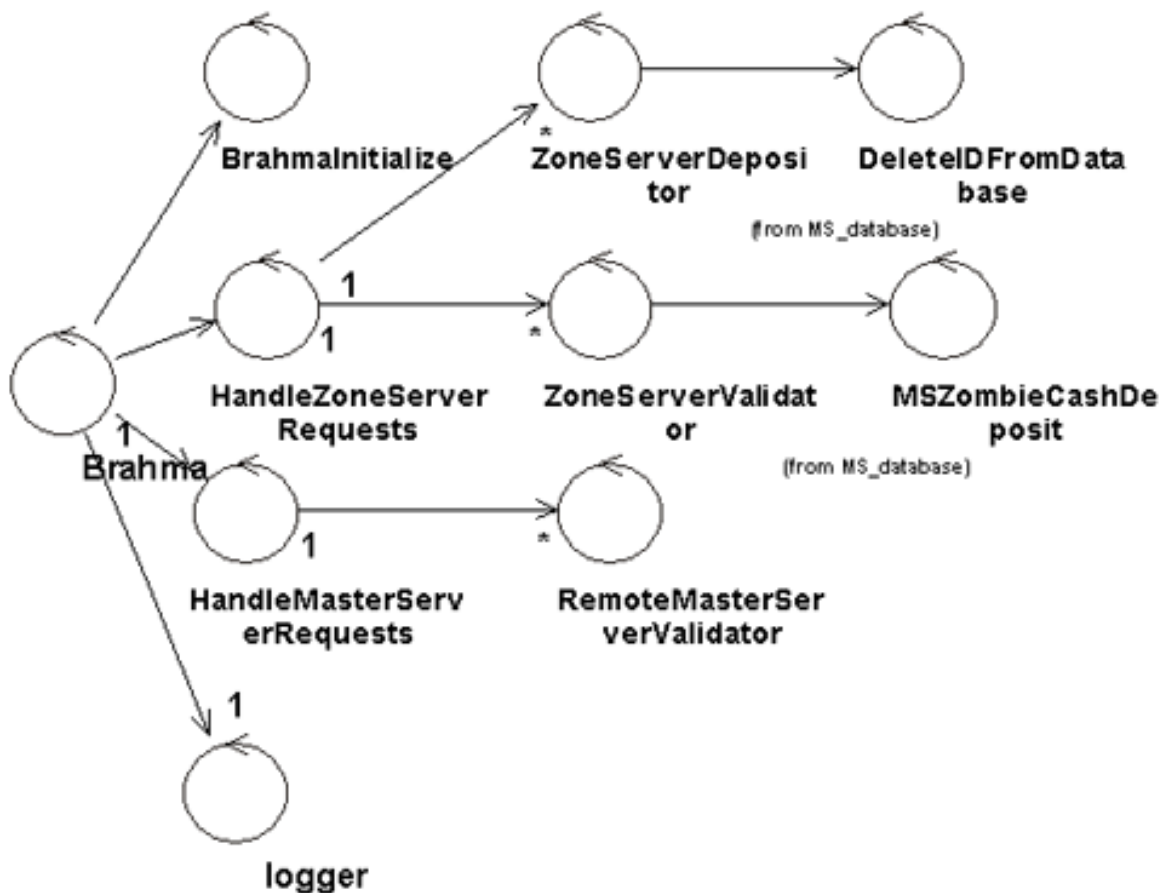 *
BrahmaInitialize
ZoneServerDeposi
tor
DeleteIDFromData
base
(from MS_database)
1
1
*
HandleZoneServer
Requests
ZoneServerValidat
or
MSZombieCashDe
posit
(from MS_database)
1
Brahma
1
*
HandleMasterServ
erRequests
RemoteMasterSer
verValidator
1
logger